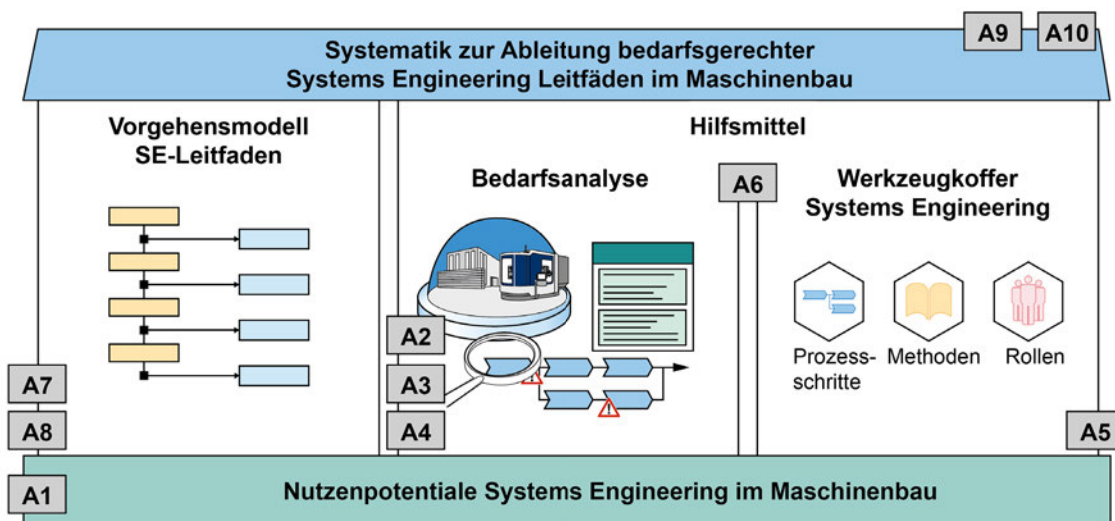 A9 A10
Systematik zur Ableitung bedarfsgerechter
Systems Engineering Leitfäden im Maschinenbau
Vorgehensmodell
SE-Leitfaden
Hilfsmittel
Bedarfsanalyse
A6
Werkzeugkoffer
Systems Engineering
Prozess-
schritte
Methoden
Rollen
A2
A3
A4
A7
A8
A5
A1
Nutzenpotentiale Systems Engineering im Maschinenbau